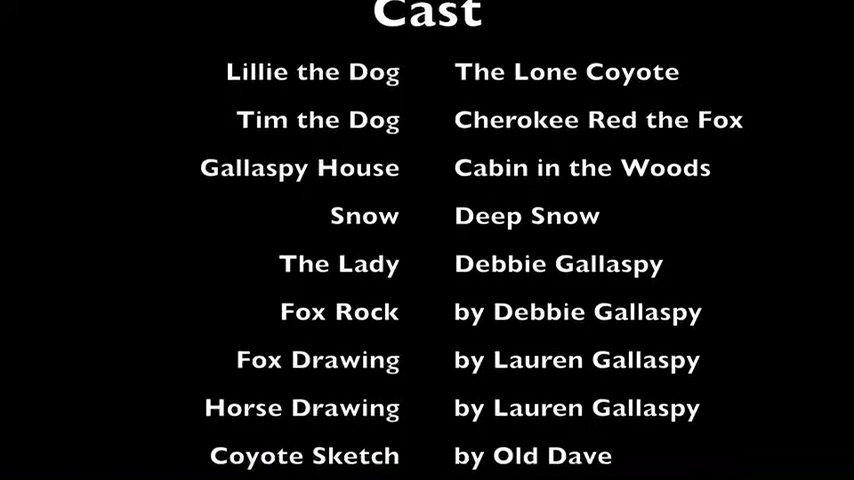 Cast
Lillie the Dog The Lone Coyote
Tim the Dog Cherokee Red the Fox
Gallaspy House Cabin in the Woods
Snow Deep Snow
The Lady Debbie Gallaspy
Fox Rock by Debbie Gallaspy
Fox Drawing by Lauren Gallaspy
Horse Drawing by Lauren Gallaspy
Coyote Sketch by Old Dave